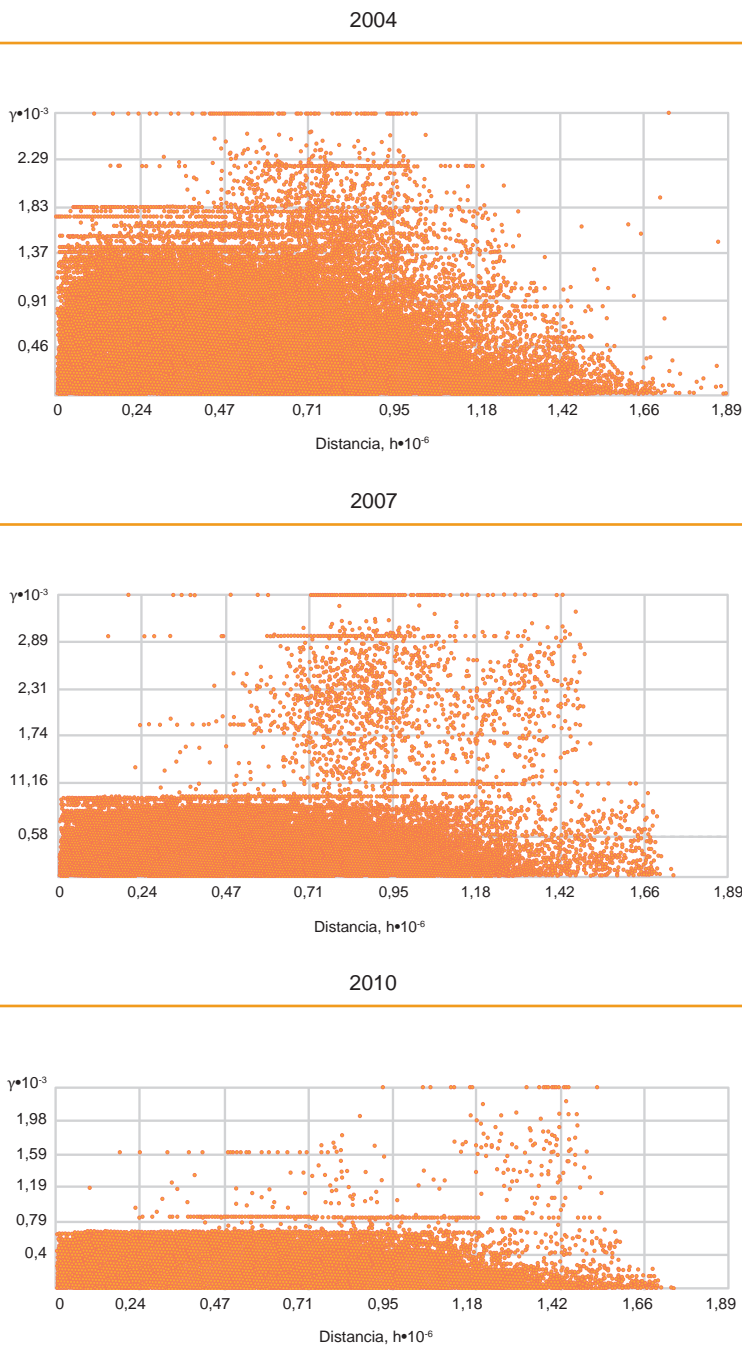 2004
γ•10-3
2.29
1,83
1,37
0,91
0,46
0 0,24 0,47 0,71 0,95 1,18 1,42 1,66 1,89
Distancia, h•10-6
2007
γ•10-3
2,89
2,31
1,74
11,16
0,58
0 0,24 0,47 0,71 0,95 1,18 1,42 1,66 1,89
Distancia, h•10-6
2010
γ•10-3
1,98
1,59
1,19
0,79
0,4
0 0,24 0,47 0,71 0,95 1,18 1,42 1,66 1,89
Distancia, h•10-6